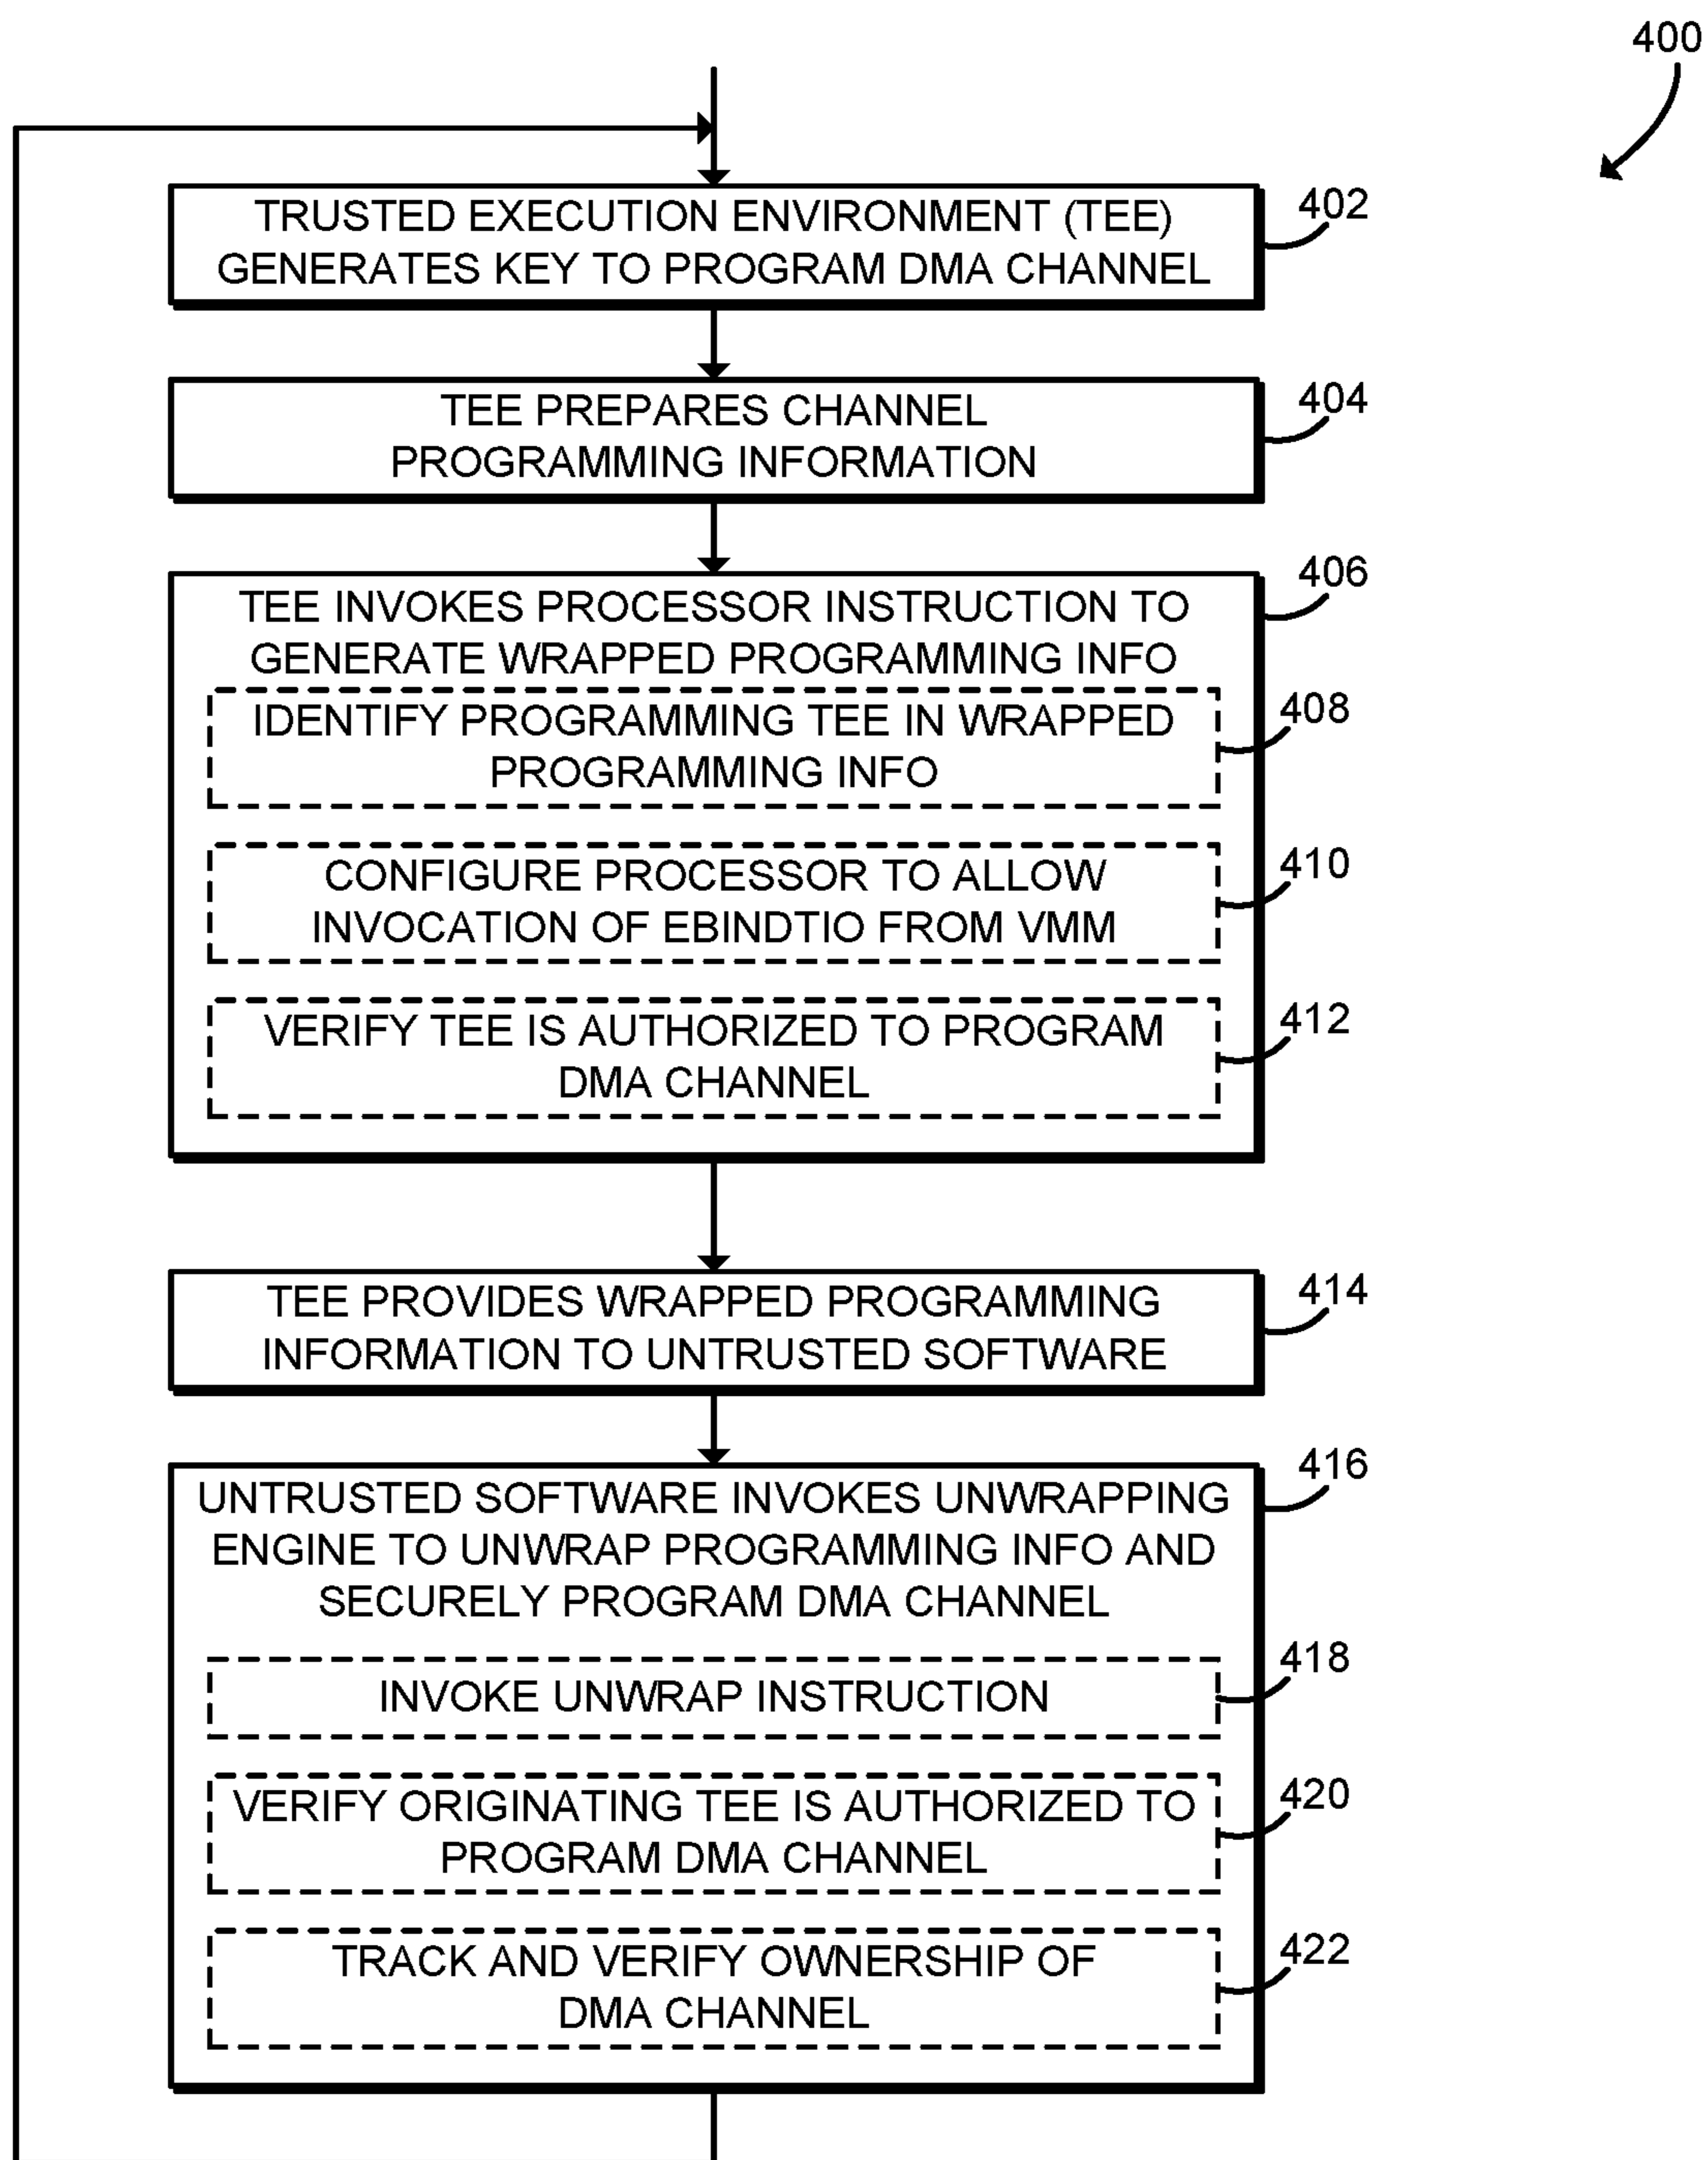 400
TRUSTED EXECUTION ENVIRONMENT (TEE)
GENERATES KEY TO PROGRAM DMA CHANNEL
402
TEE PREPARES CHANNEL
PROGRAMMING INFORMATION
404
TEE INVOKES PROCESSOR INSTRUCTION TO
GENERATE WRAPPED PROGRAMMING INFO
406
IDENTIFY PROGRAMMING TEE IN WRAPPED
PROGRAMMING INFO
408
CONFIGURE PROCESSOR TO ALLOW
INVOCATION OF EBINDTIO FROM VMM
410
VERIFY TEE IS AUTHORIZED TO PROGRAM
DMA CHANNEL
412
TEE PROVIDES WRAPPED PROGRAMMING
INFORMATION TO UNTRUSTED SOFTWARE
414
UNTRUSTED SOFTWARE INVOKES UNWRAPPING
ENGINE TO UNWRAP PROGRAMMING INFO AND
SECURELY PROGRAM DMA CHANNEL
416
INVOKE UNWRAP INSTRUCTION
418
VERIFY ORIGINATING TEE IS AUTHORIZED TO
PROGRAM DMA CHANNEL
420
TRACK AND VERIFY OWNERSHIP OF
DMA CHANNEL
422